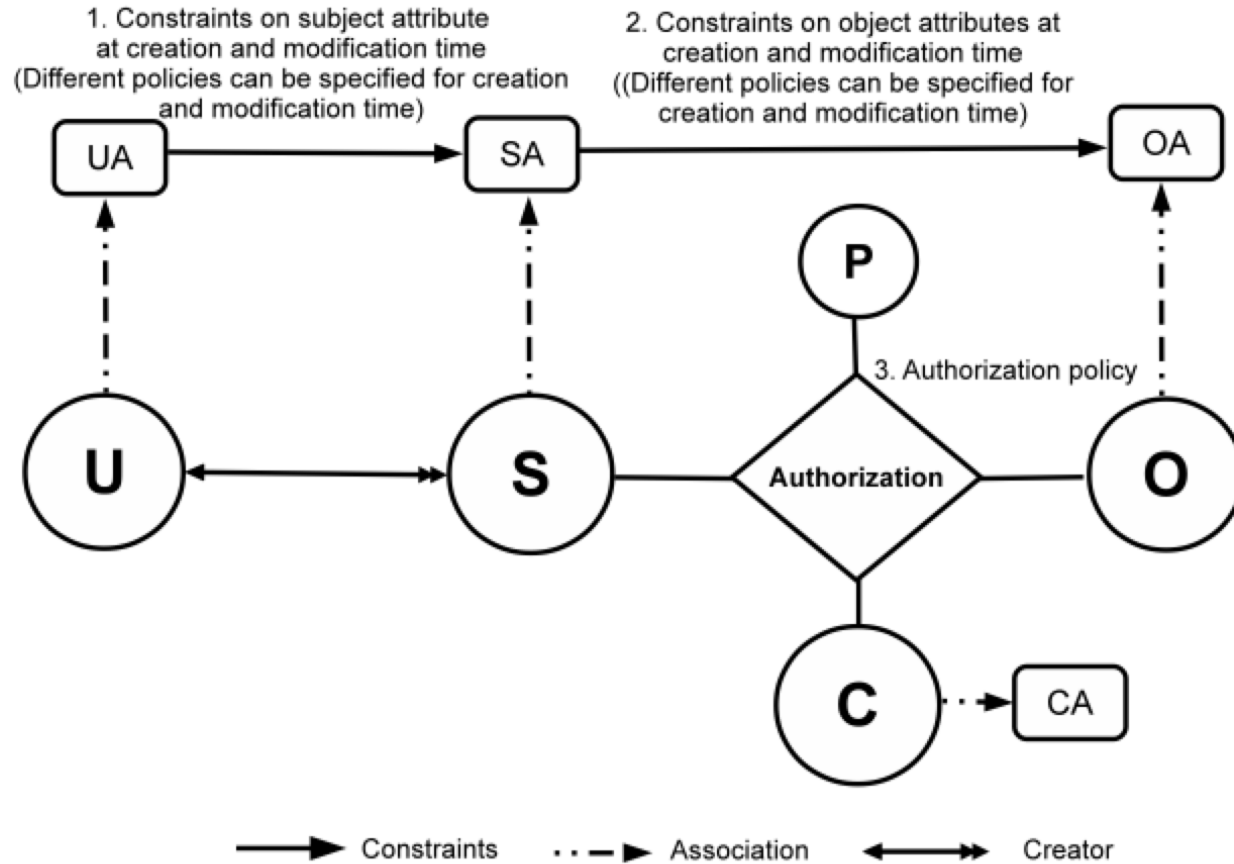 1. Constraints on subject attribute
at creation and modification time
(Different policies can be specified for creation
and modification time)
2. Constraints on object attributes at
creation and modification time
((Different policies can be specified for
creation and modification time)
UA
SA
OA
P
3. Authorization policy
U
S
Authorization
O
C
CA
Constraints
Association
Creator